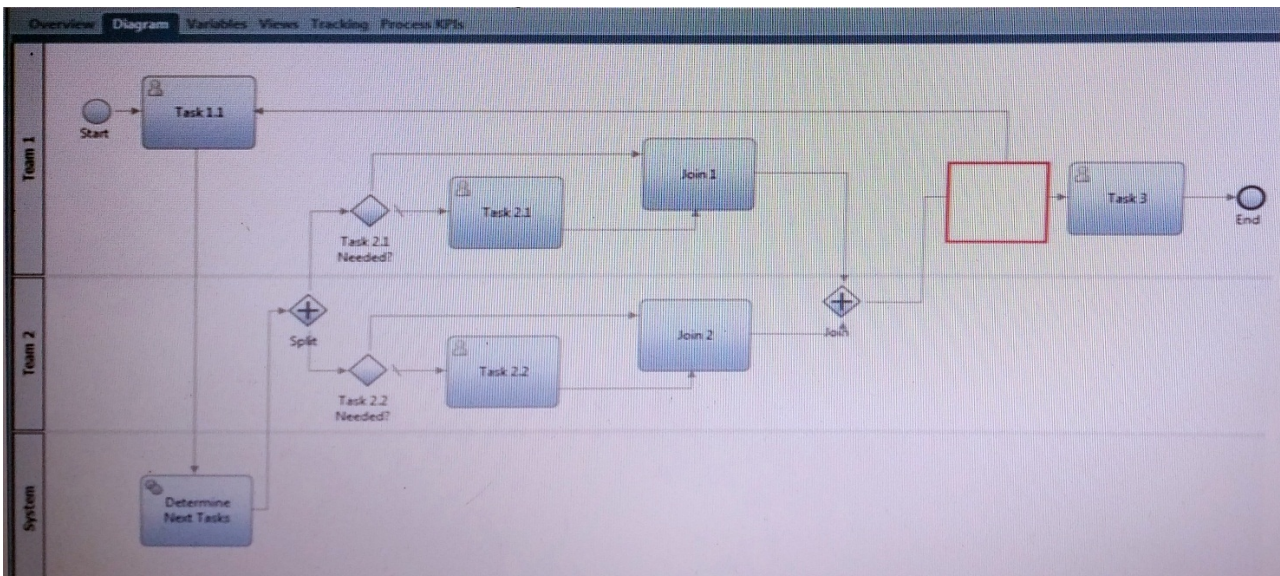 Overview Diagram Variables Views Tracking Process KPIs
Team 1
Start
Task 1.1
Task 2.1
Needed?
Task 2.1
Join 1
Task 3
End
Team 2
Split
Task 2.2
Needed?
Task 2.2
Join 2
Join
System
Determine
Next Tasks